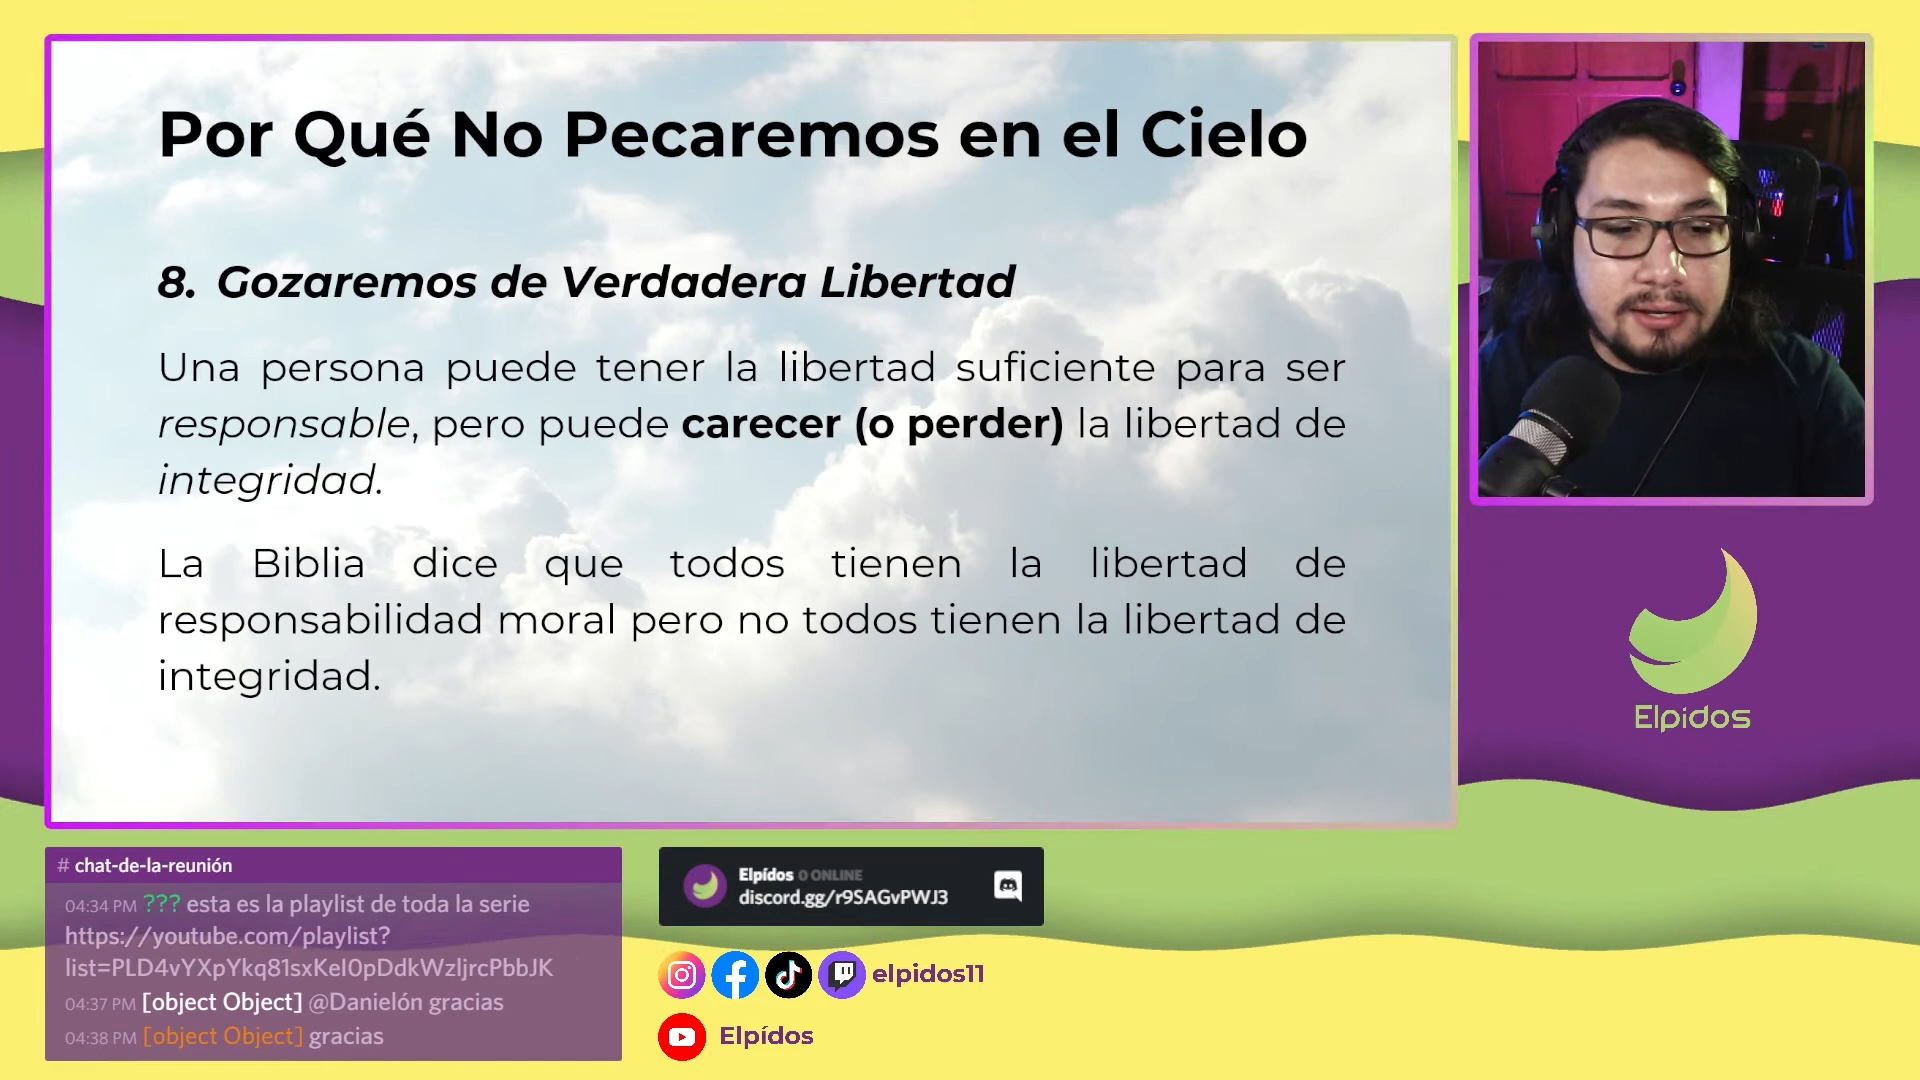 Por Qué No Pecaremos en el Cielo
8. Gozaremos de Verdadera Libertad
Una persona puede tener la libertad suficiente para ser
responsable, pero puede carecer (o perder) la libertad de
integridad.
La Biblia dice que todos tienen la libertad de
responsabilidad moral pero no todos tienen la libertad de
integridad.
Elpidos
# chat-de-la-reunión
04:34 PM ??? esta es la playlist de toda la serie
https://youtube.com/playlist?
list=PLD4vYXpYkq81sxKeI0pDdkWzljrcPbbJK
04:37 PM [object Object] @Danielón gracias
04:38 PM [object Object] gracias
Elpídos 0 ONLINE
discord.gg/r9SAGvPWJ3
elpidos11
Elpídos